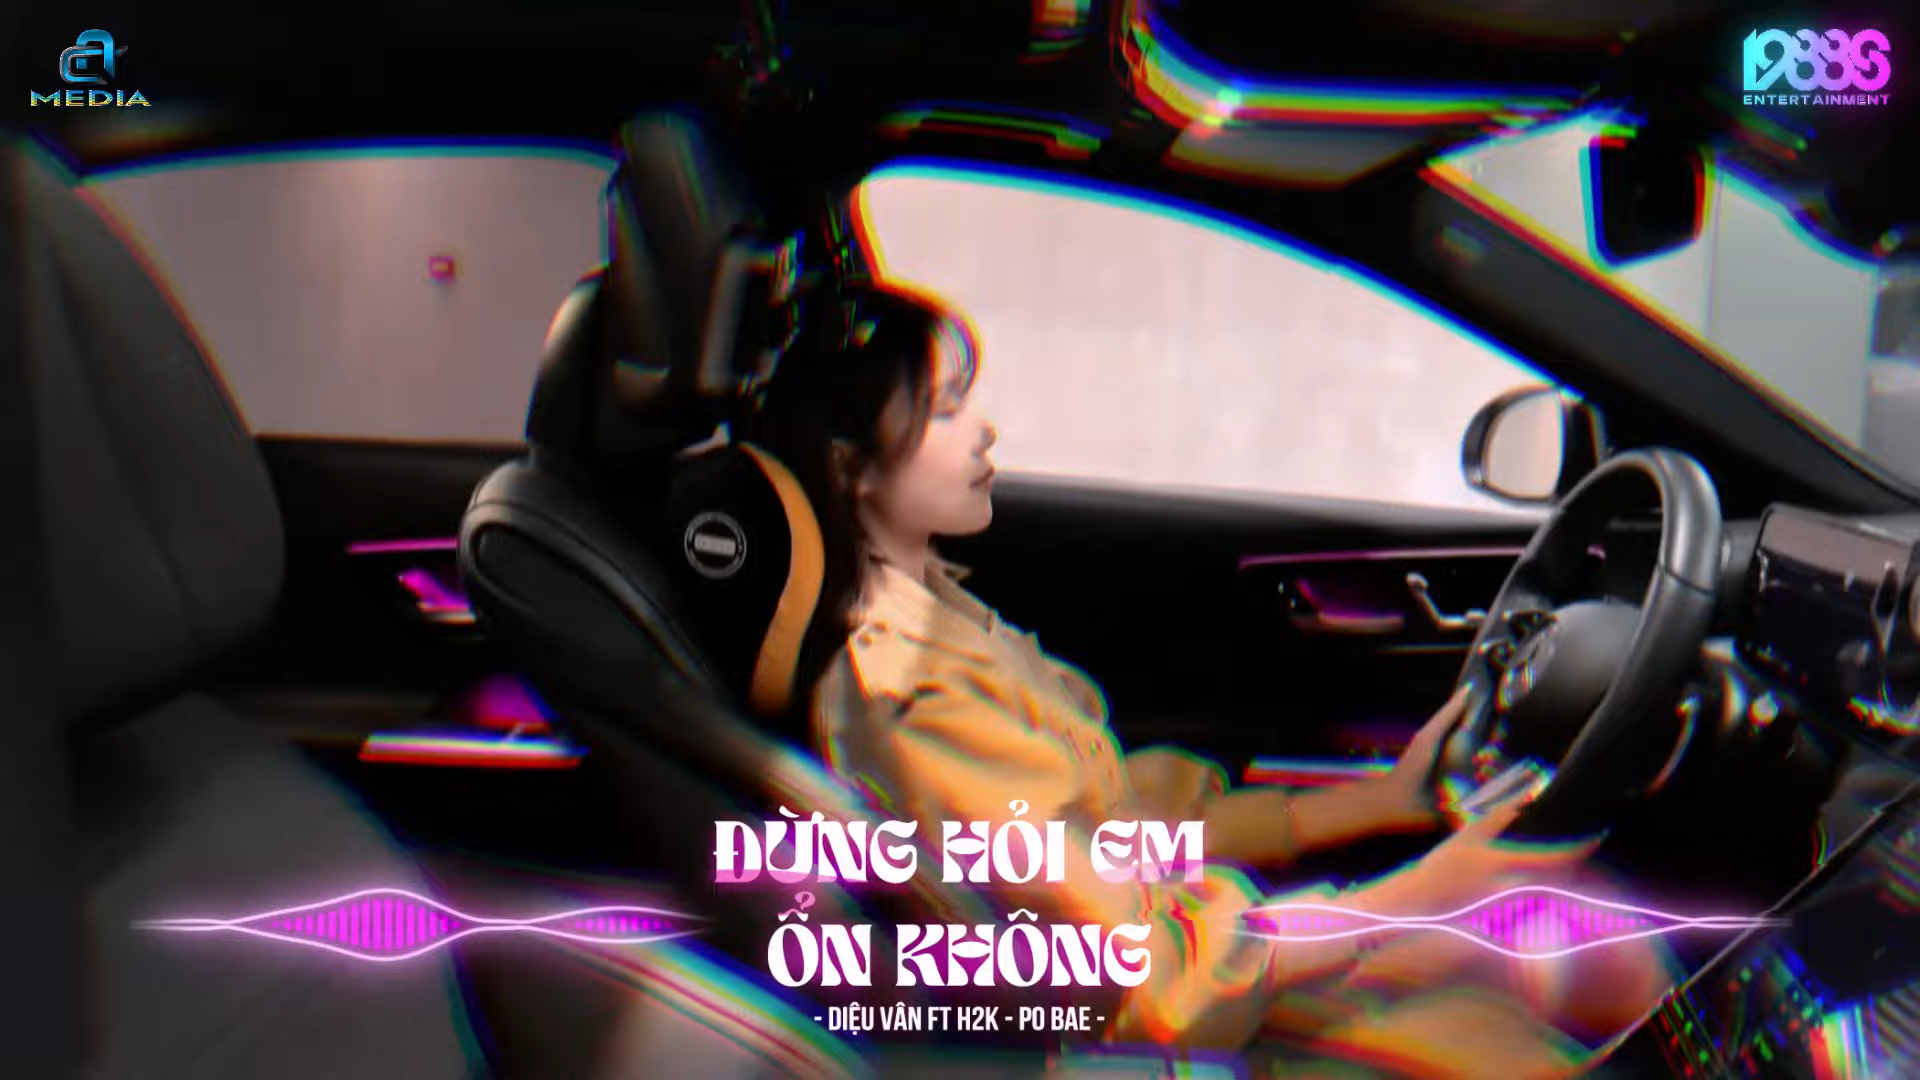 MEDIA
1988S
ENTERTAINMENT
ĐỪNG HỎI EM
ỔN KHÔNG
- DIỆU VÂN FT H2K - PO BAE -